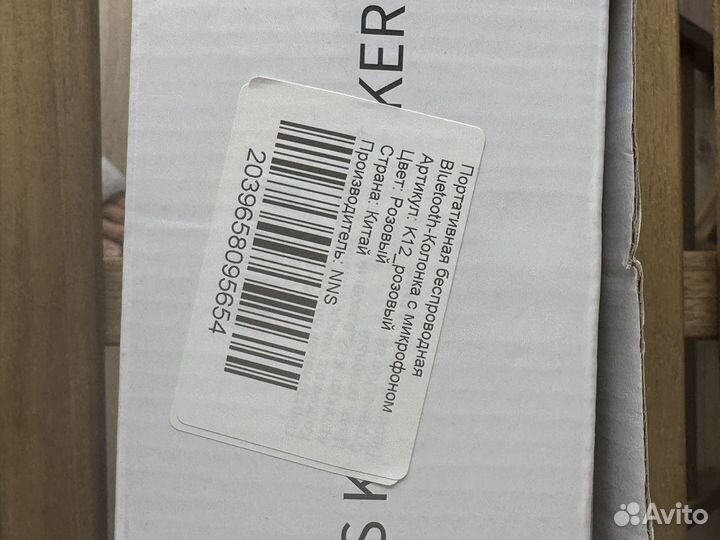 Портативная беспроводная
Bluetooth-Колонка с микрофоном
Артикул: K12_розовый
Цвет: Розовый
Страна: Китай
Производитель: NNS
2039658095654
S K
KER
Avito